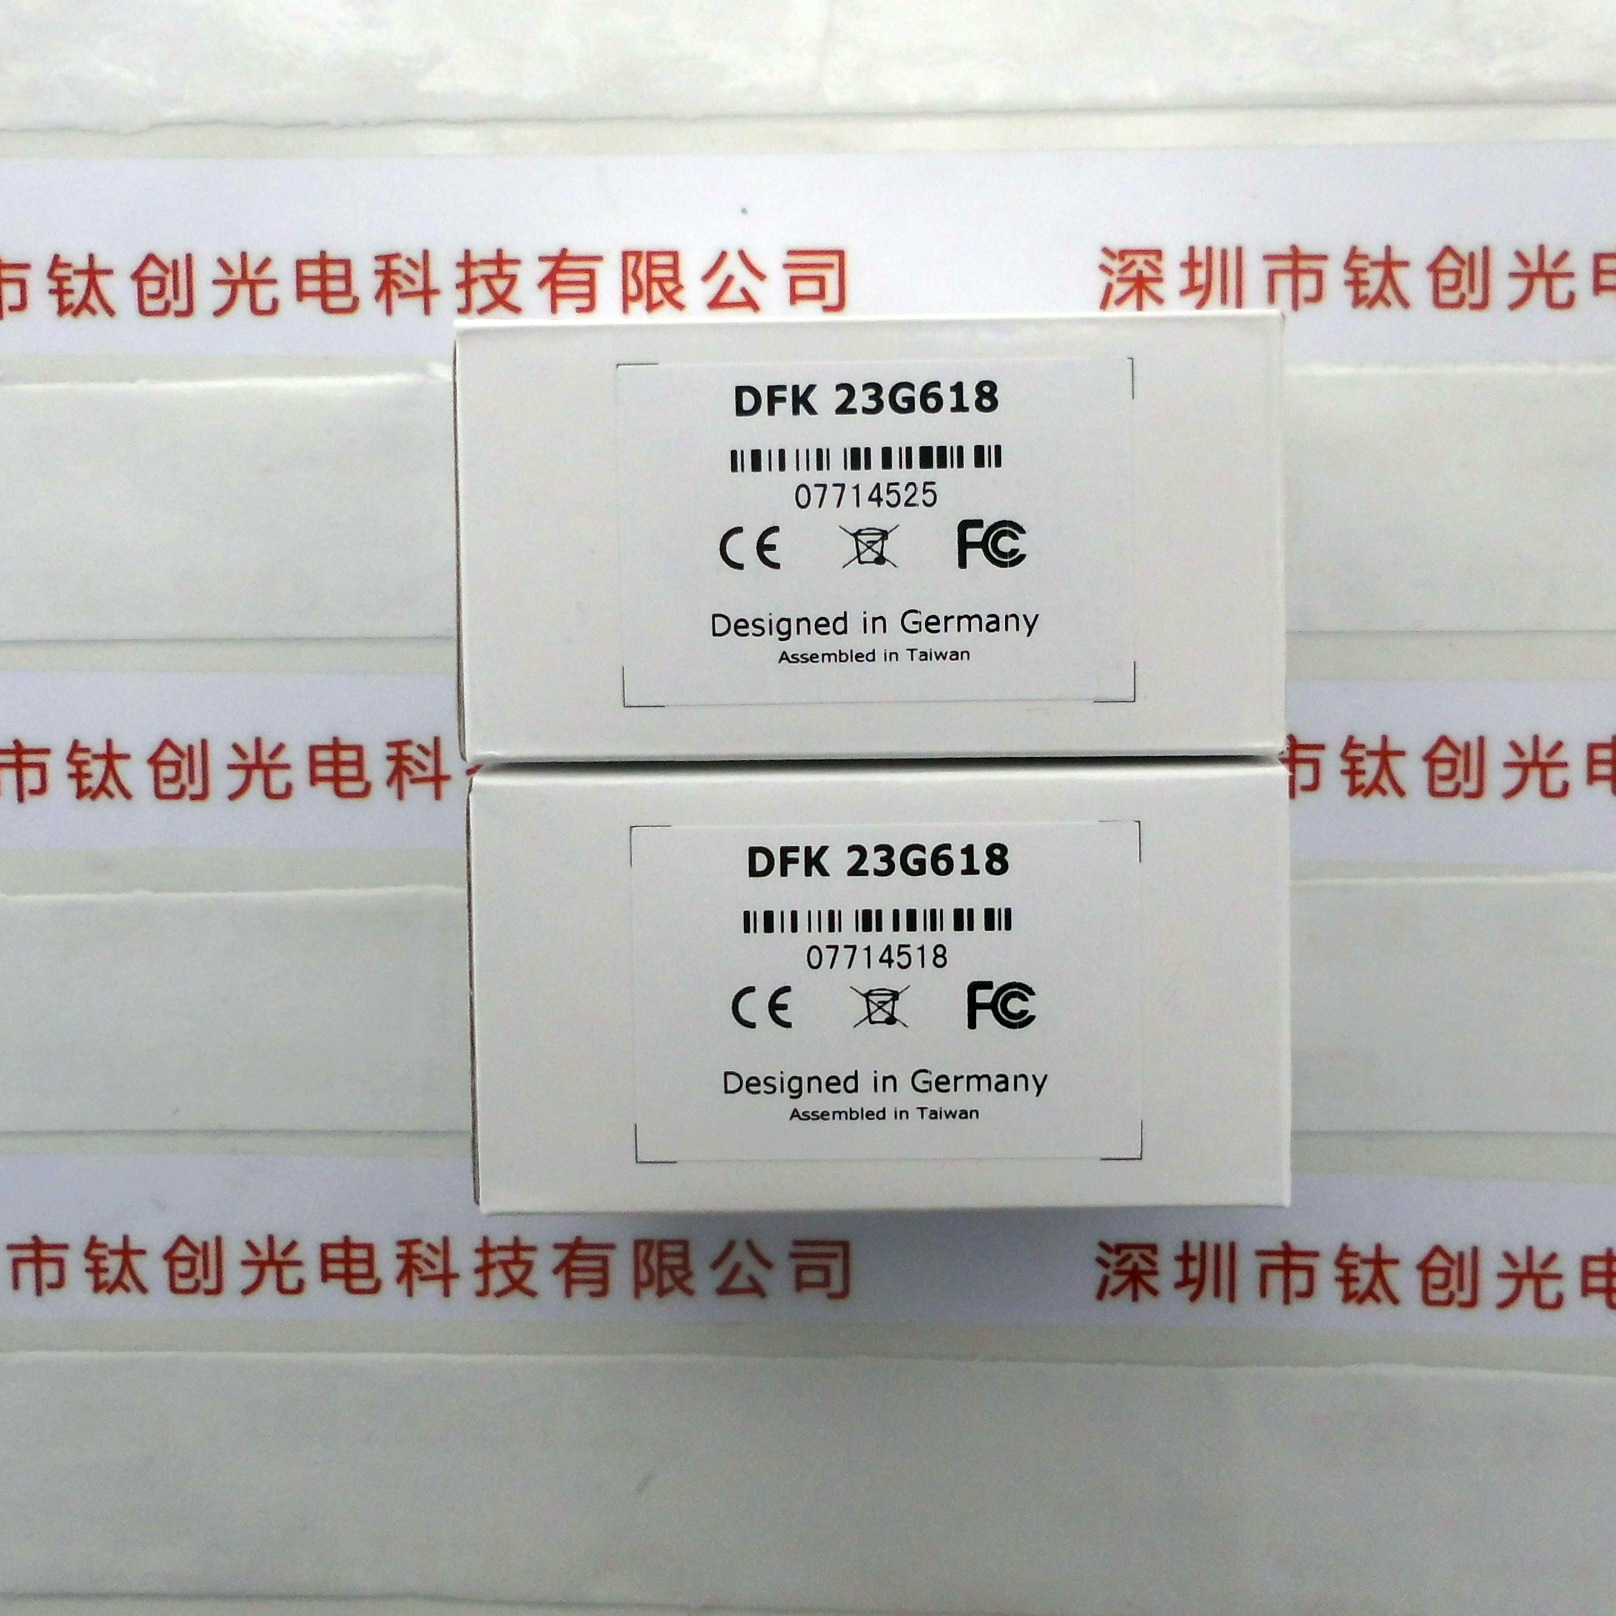 市钛创光电科技有限公司 深圳市钛创光电
DFK 23G618
07714525
CE FC
Designed in Germany
Assembled in Taiwan
市钛创光电科 市钛创光电
DFK 23G618
07714518
CE FC
Designed in Germany
Assembled in Taiwan
市钛创光电科技有限公司 深圳市钛创光电